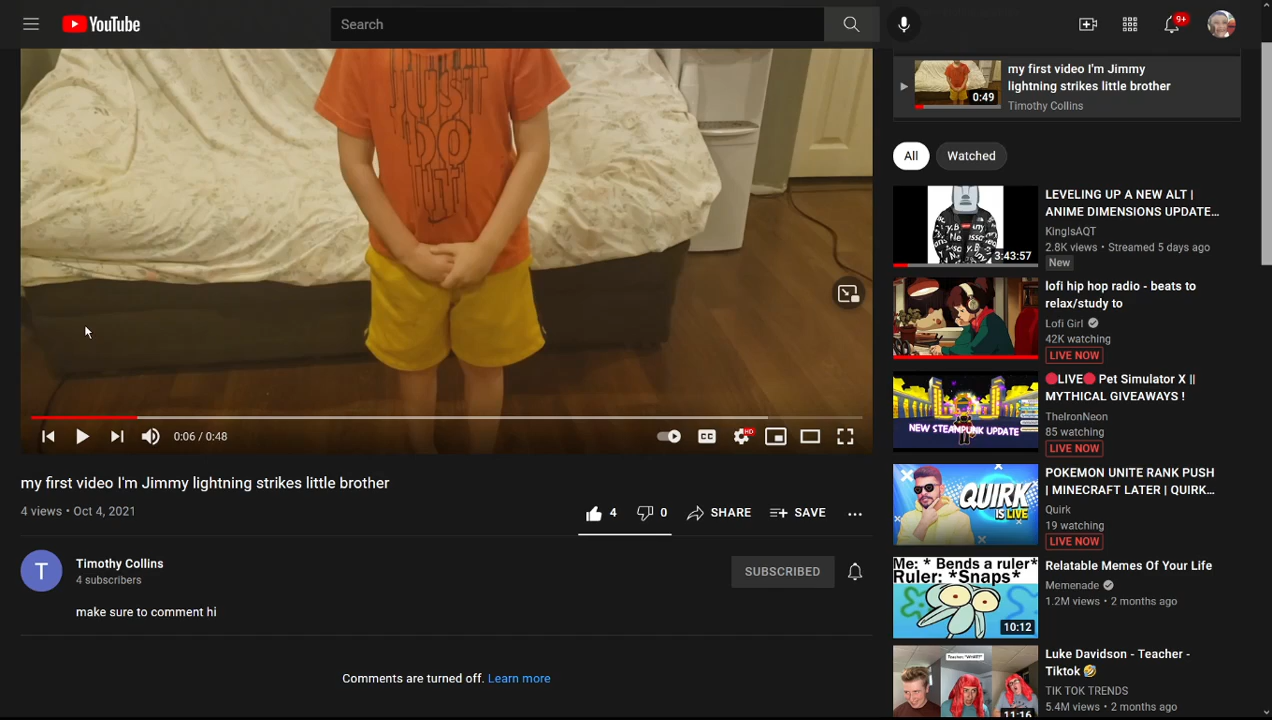 YouTube
Search
9+
JUST
DO
IT
0:06 / 0:48
CC
HD
my first video I'm Jimmy lightning strikes little brother
4 views • Oct 4, 2021
4
0
SHARE
SAVE
T
Timothy Collins
4 subscribers
SUBSCRIBED
make sure to comment hi
Comments are turned off. Learn more
0:49
my first video I'm Jimmy
lightning strikes little brother
Timothy Collins
All
Watched
3:43:57
LEVELING UP A NEW ALT |
ANIME DIMENSIONS UPDATE...
KingIsAQT
2.8K views • Streamed 5 days ago
New
lofi hip hop radio - beats to
relax/study to
Lofi Girl
42K watching
LIVE NOW
NEW STEAMPUNK UPDATE
🔴LIVE🔴 Pet Simulator X ||
MYTHICAL GIVEAWAYS !
TheIronNeon
85 watching
LIVE NOW
QUIRK
IS LIVE
POKEMON UNITE RANK PUSH
| MINECRAFT LATER | QUIRK...
Quirk
19 watching
LIVE NOW
Me: * Bends a ruler*
Ruler: *Snaps*
10:12
Relatable Memes Of Your Life
Memenade
1.2M views • 2 months ago
11:16
Luke Davidson - Teacher -
Tiktok 🤣
TIK TOK TRENDS
5.4M views • 2 months ago